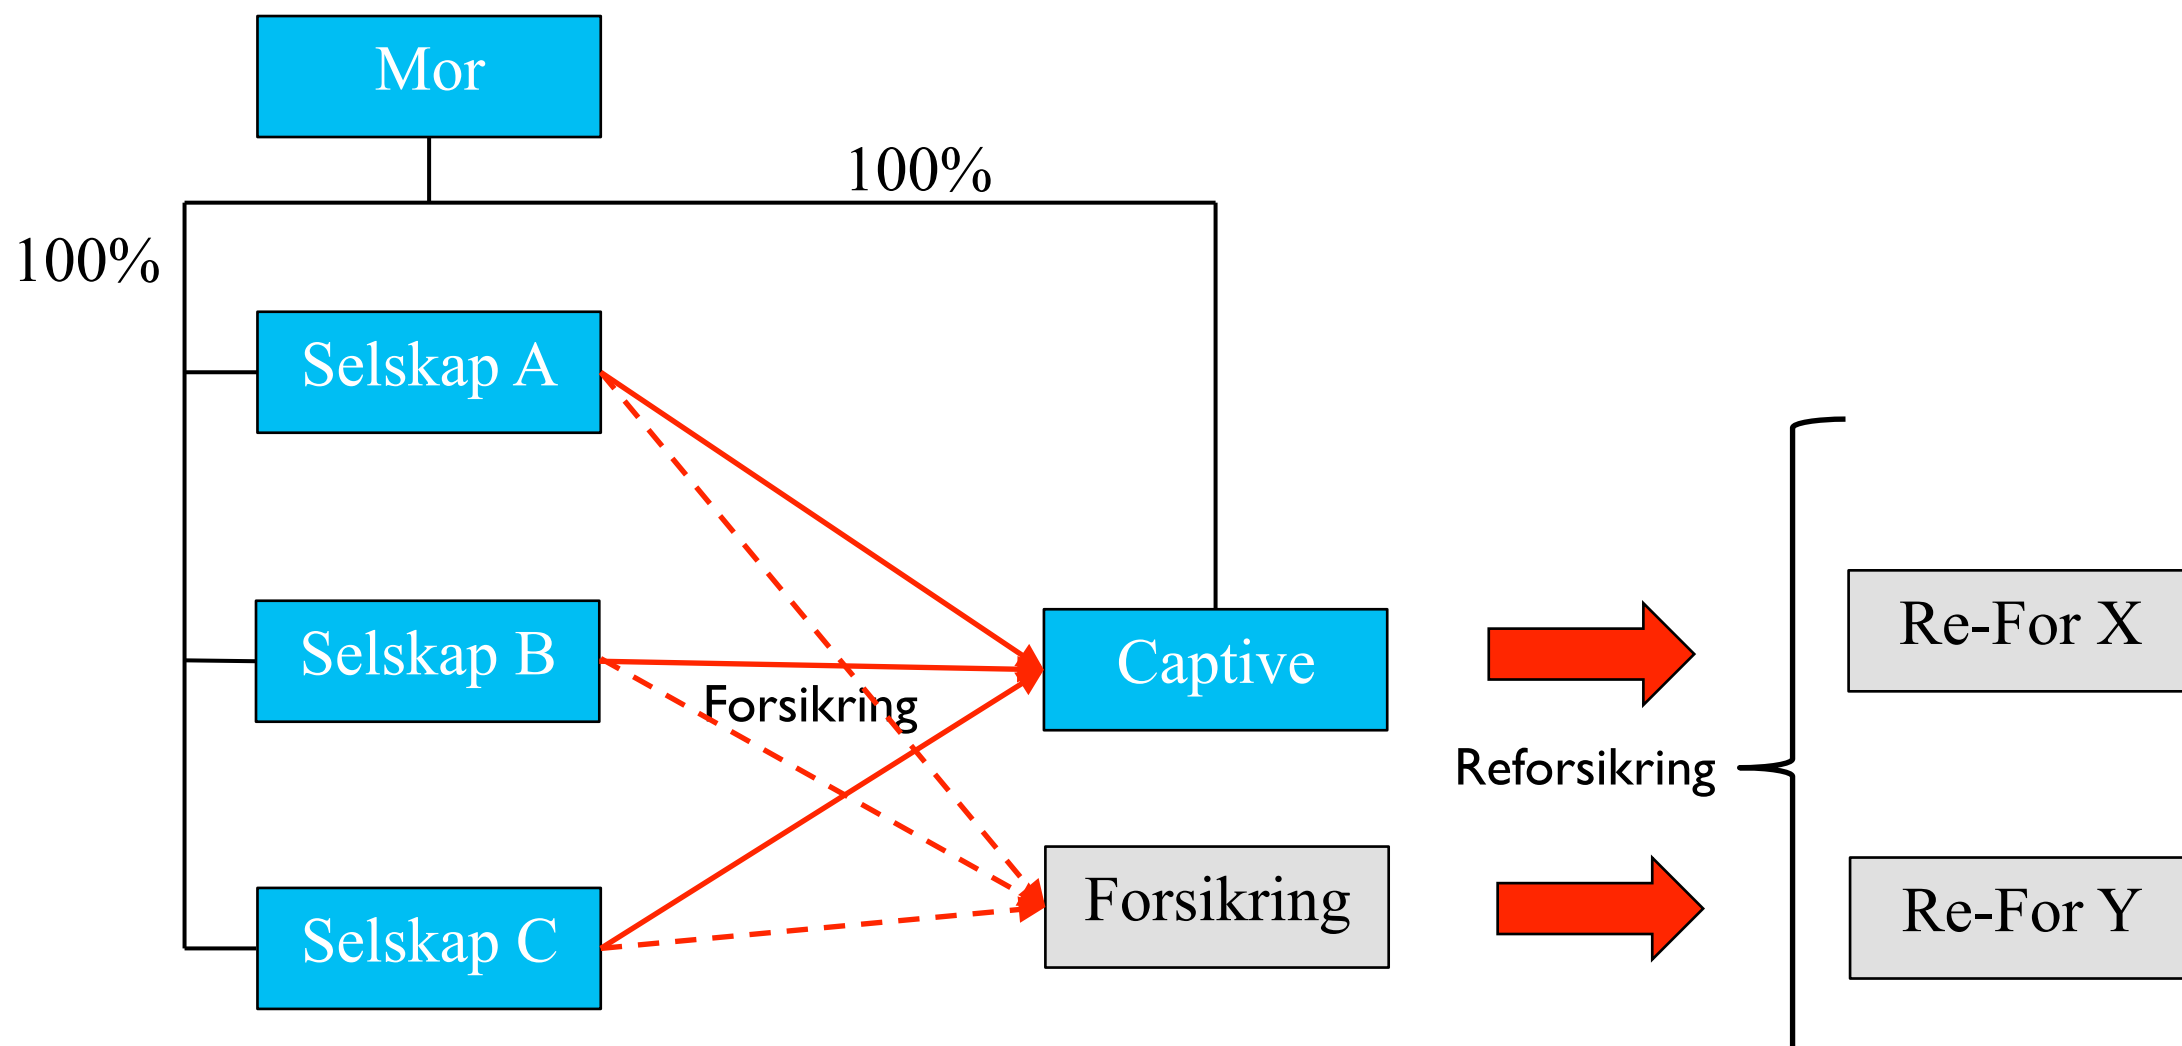 Mor
100%
100%
Selskap A
Selskap B
Forsikring
Captive
Re-For X
Reforsikring
Selskap C
Forsikring
Re-For Y